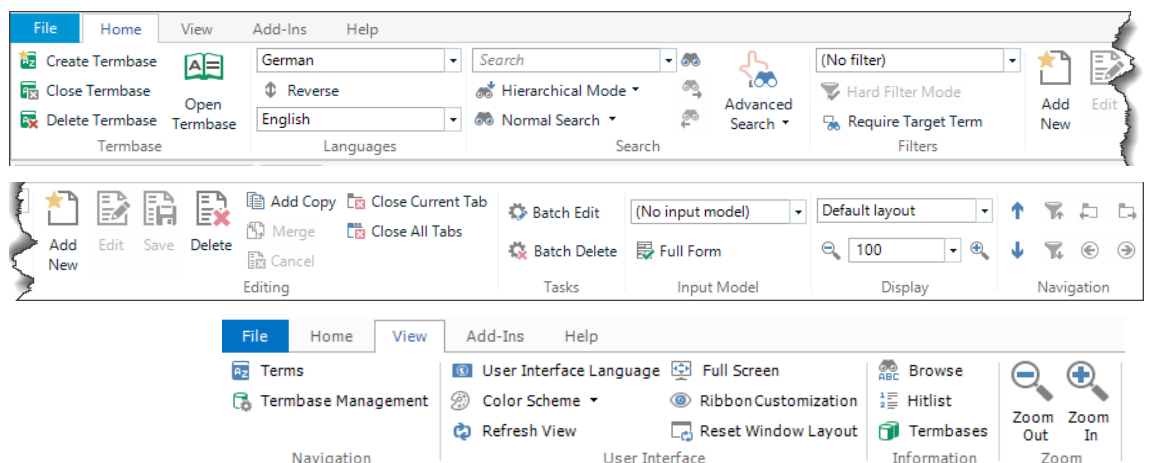 File Home View Add-Ins Help
Create Termbase German Search (No filter)
Close Termbase Reverse Hierarchical Mode Hard Filter Mode
Open Advanced Add Edit
Delete Termbase Termbase English Normal Search Search Require Target Term New
Termbase Languages Search Filters
Add Copy Close Current Tab Batch Edit (No input model) Default layout
Add Edit Save Delete Merge Close All Tabs
New Cancel Batch Delete Full Form 100
Editing Tasks Input Model Display Navigation
File Home View Add-Ins Help
Terms User Interface Language Full Screen Browse
Termbase Management Color Scheme Ribbon Customization Hitlist
Zoom Zoom
Refresh View Reset Window Layout Termbases Out In
Navigation User Interface Information Zoom